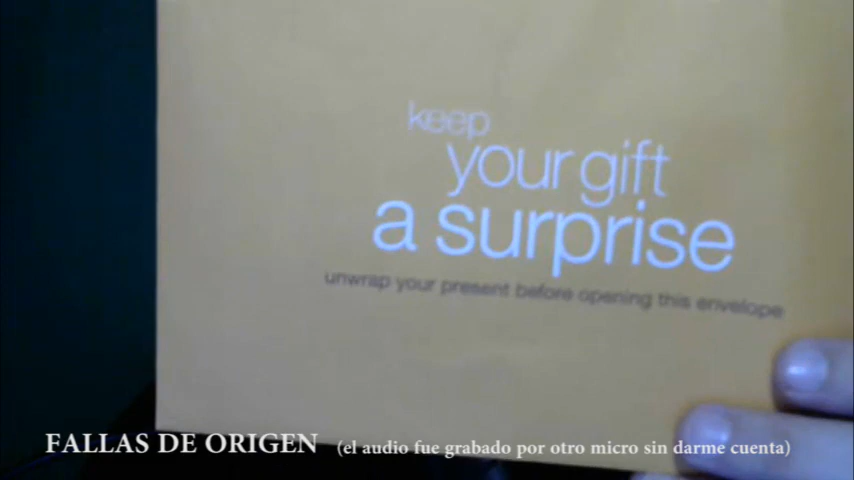 keep
your gift
a surprise
unwrap your present before opening this envelope
FALLAS DE ORIGEN (el audio fue grabado por otro micro sin darme cuenta)